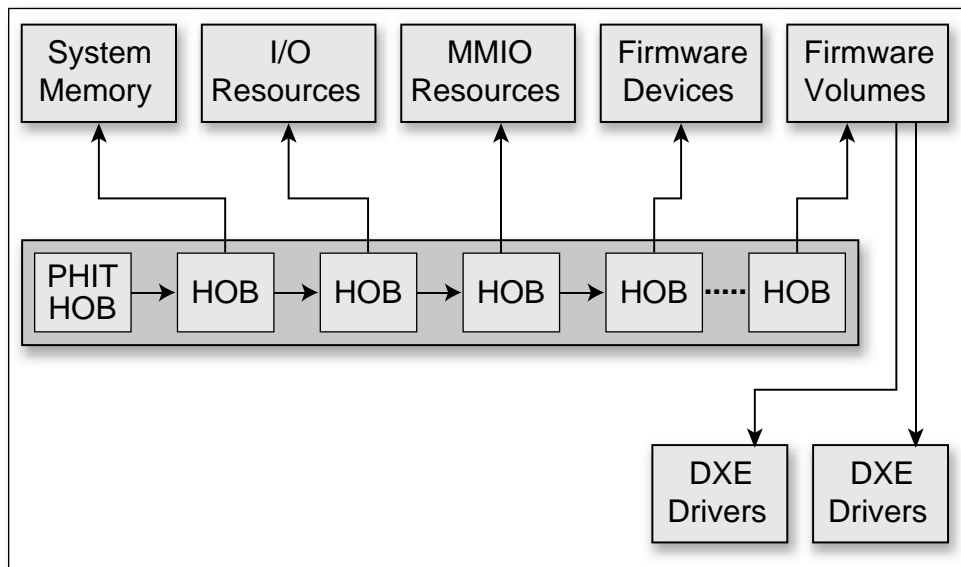 System
Memory
I/O
Resources
MMIO
Resources
Firmware
Devices
Firmware
Volumes
PHIT
HOB
HOB
HOB
HOB
HOB
HOB
DXE
Drivers
DXE
Drivers